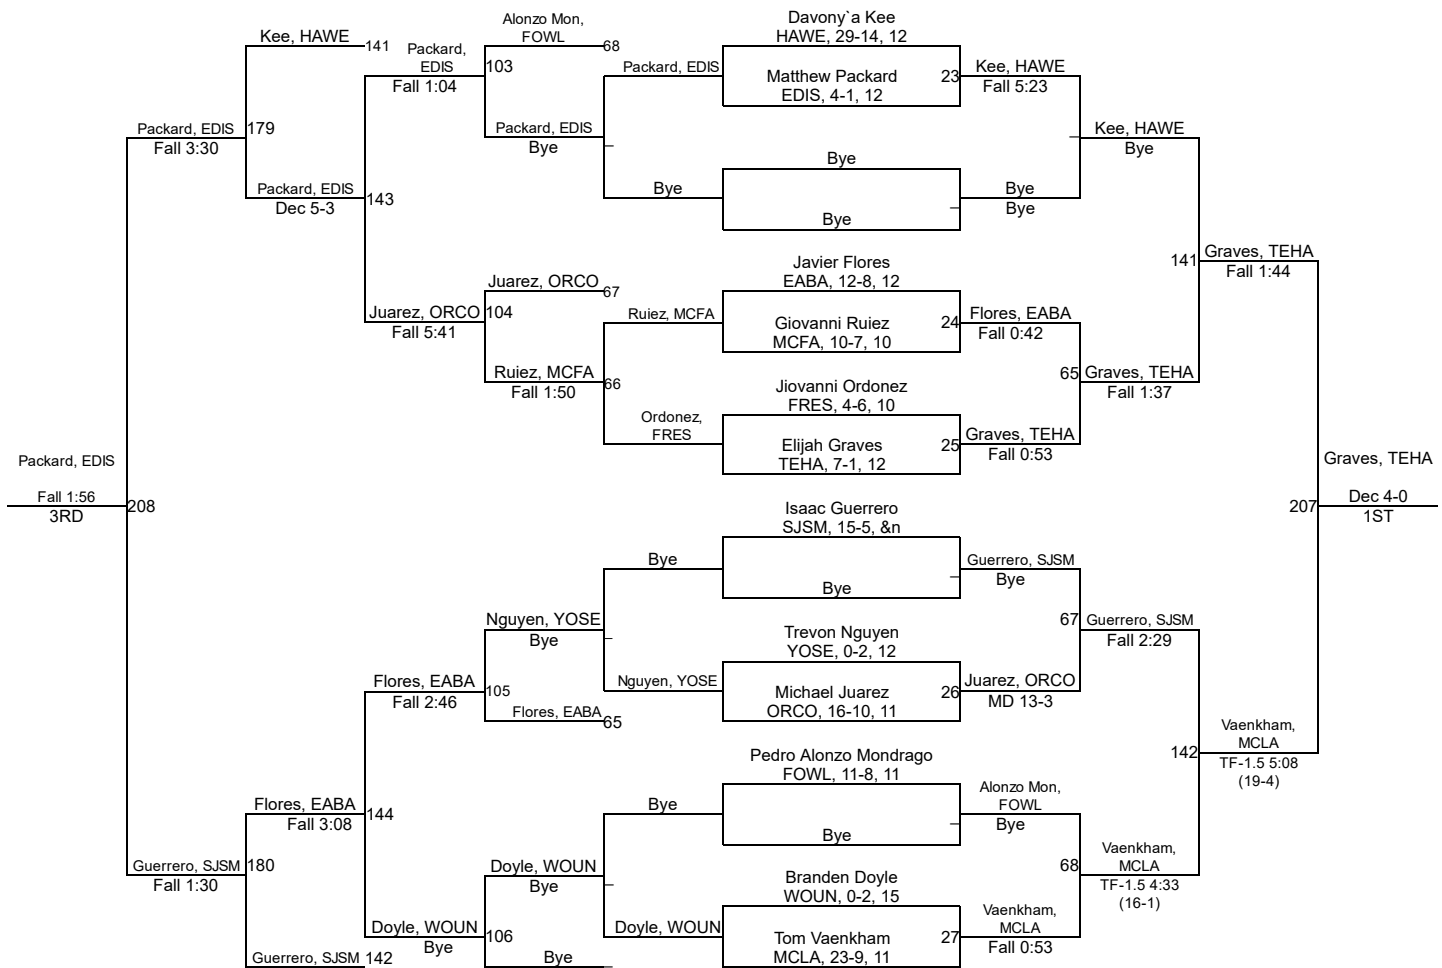 Davony`a Kee
HAWE, 29-14, 12
Matthew Packard
EDIS, 4-1, 12
23
Bye
Bye
Javier Flores
EABA, 12-8, 12
Giovanni Ruiez
MCFA, 10-7, 10
24
Jiovanni Ordonez
FRES, 4-6, 10
Elijah Graves
TEHA, 7-1, 12
25
Isaac Guerrero
SJSM, 15-5, &n
Bye
Trevon Nguyen
YOSE, 0-2, 12
Michael Juarez
ORCO, 16-10, 11
26
Pedro Alonzo Mondrago
FOWL, 11-8, 11
Bye
Branden Doyle
WOUN, 0-2, 15
Tom Vaenkham
MCLA, 23-9, 11
27
Kee, HAWE
Fall 5:23
Bye
Bye
Flores, EABA
Fall 0:42
Graves, TEHA
Fall 0:53
Guerrero, SJSM
Bye
Juarez, ORCO
MD 13-3
Alonzo Mon,
FOWL
Bye
Vaenkham,
MCLA
Fall 0:53
Kee, HAWE
Bye
65
Graves, TEHA
Fall 1:37
67
Guerrero, SJSM
Fall 2:29
68
Vaenkham,
MCLA
TF-1.5 4:33
(16-1)
141
Graves, TEHA
Fall 1:44
142
Vaenkham,
MCLA
TF-1.5 5:08
(19-4)
207
Graves, TEHA
Dec 4-0
1ST
Packard, EDIS
Bye
Ruiez, MCFA
Ordonez,
FRES
Bye
Nguyen, YOSE
Bye
Doyle, WOUN
Alonzo Mon,
FOWL
68
Packard, EDIS
Bye
Juarez, ORCO
67
Ruiez, MCFA
66
Fall 1:50
Nguyen, YOSE
Bye
Flores, EABA
65
Doyle, WOUN
Bye
Bye
Packard,
EDIS
103
Fall 1:04
Juarez, ORCO
104
Fall 5:41
Flores, EABA
105
Fall 2:46
Doyle, WOUN
106
Bye
Kee, HAWE
141
Packard, EDIS
143
Dec 5-3
Flores, EABA
144
Fall 3:08
Guerrero, SJSM
142
Packard, EDIS
179
Fall 3:30
Guerrero, SJSM
180
Fall 1:30
Packard, EDIS
Fall 1:56
208
3RD